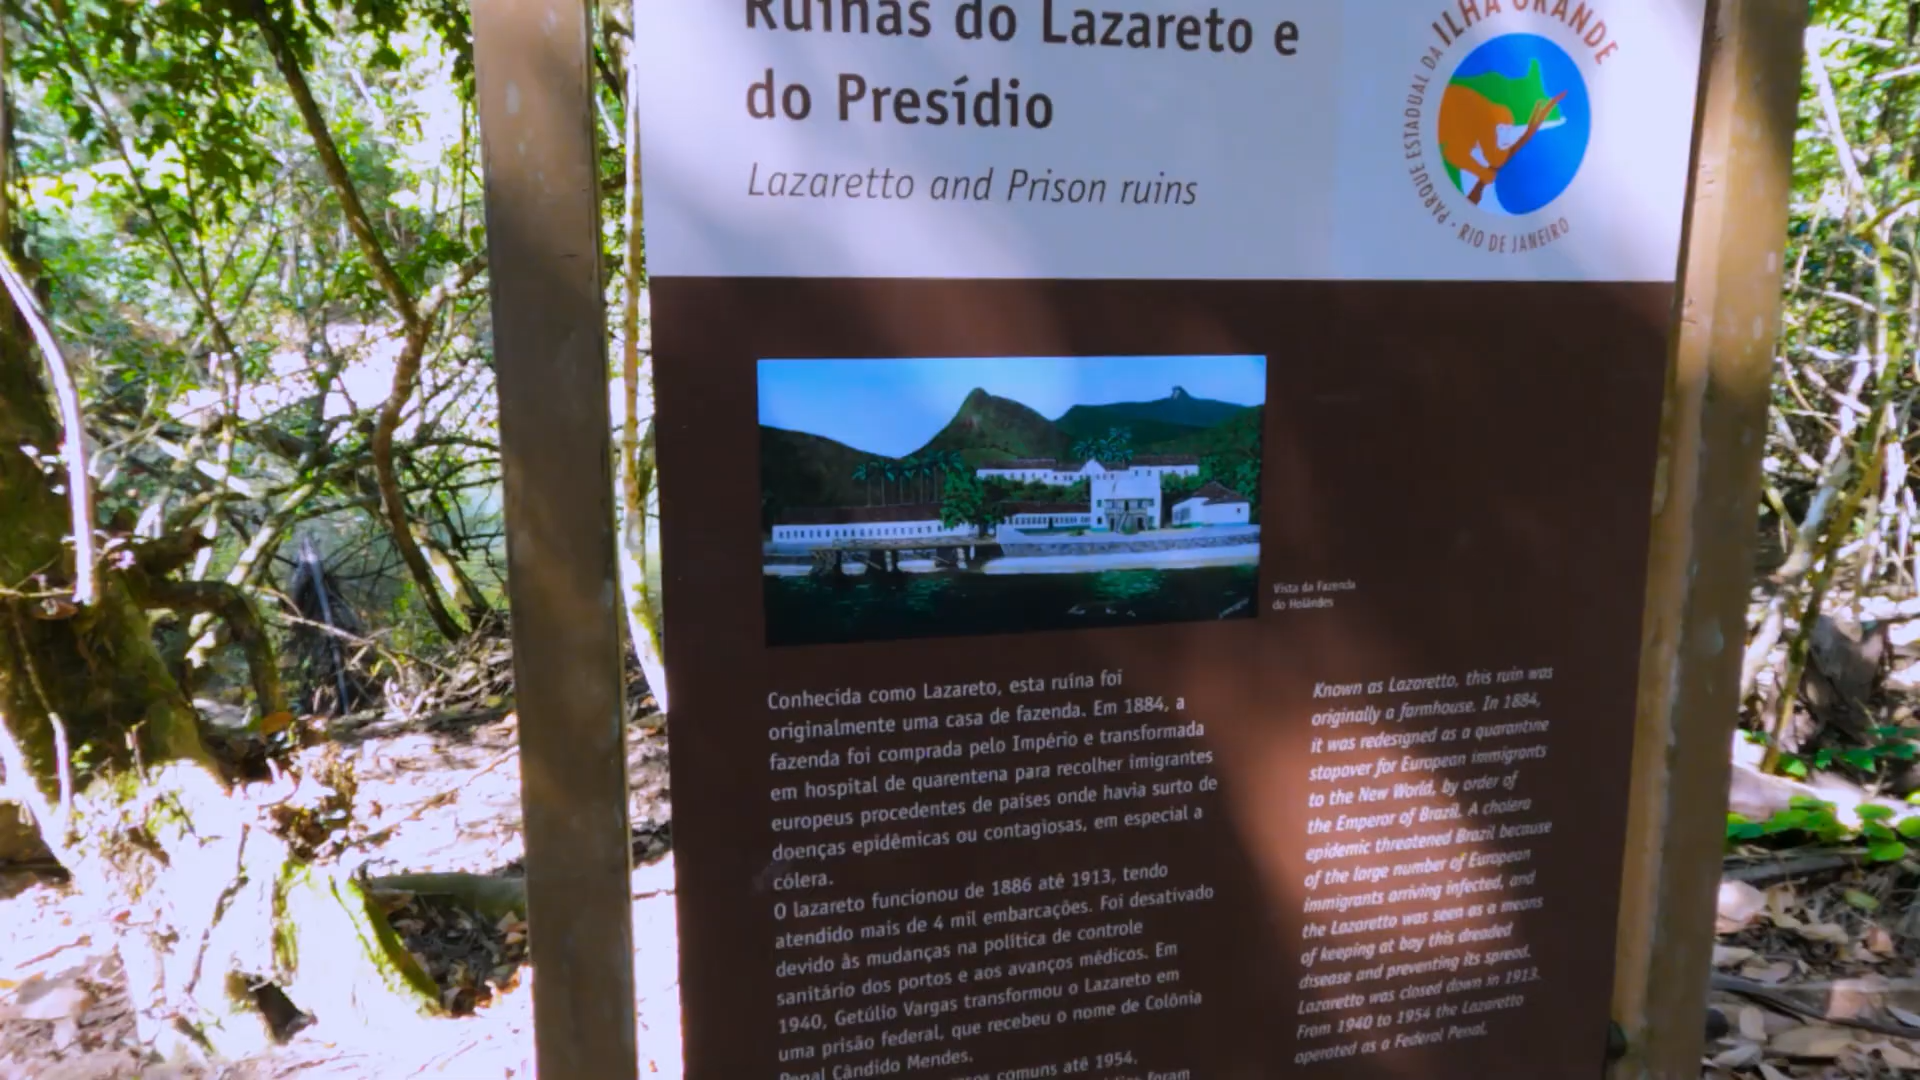 Ruínas do Lazareto e
do Presídio
Lazaretto and Prison ruins
PARQUE ESTADUAL DA ILHA GRANDE
· RIO DE JANEIRO
Vista da Fazenda
do Holândes
Conhecida como Lazareto, esta ruína foi
originalmente uma casa de fazenda. Em 1884, a
fazenda foi comprada pelo Império e transformada
em hospital de quarentena para recolher imigrantes
europeus procedentes de países onde havia surto de
doenças epidêmicas ou contagiosas, em especial a
cólera.
O lazareto funcionou de 1886 até 1913, tendo
atendido mais de 4 mil embarcações. Foi desativado
devido às mudanças na política de controle
sanitário dos portos e aos avanços médicos. Em
1940, Getúlio Vargas transformou o Lazareto em
uma prisão federal, que recebeu o nome de Colônia
Penal Cândido Mendes.
comuns até 1954.
foram
Known as Lazaretto, this ruin was
originally a farmhouse. In 1884,
it was redesigned as a quarantine
stopover for European immigrants
to the New World, by order of
the Emperor of Brazil. A cholera
epidemic threatened Brazil because
of the large number of European
immigrants arriving infected, and
the Lazaretto was seen as a means
of keeping at bay this dreaded
disease and preventing its spread.
Lazaretto was closed down in 1913.
From 1940 to 1954 the Lazaretto
operated as a Federal Penal,